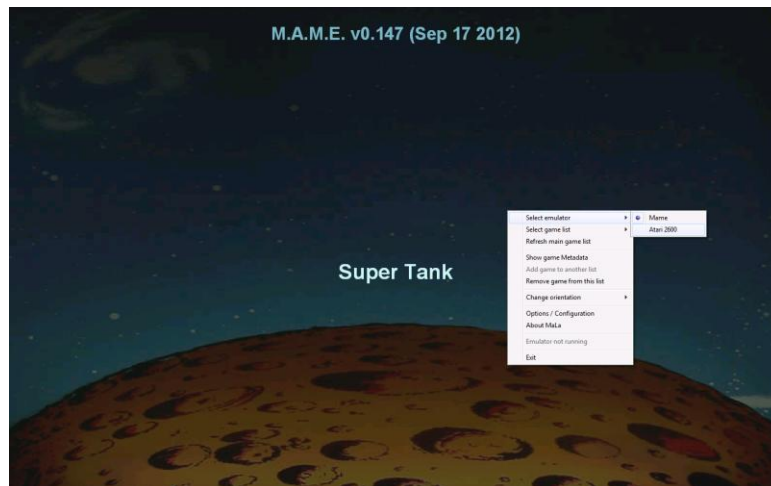 M.A.M.E. v0.147 (Sep 17 2012)
Super Tank
Select emulator
Select game list
Refresh main game list
Show game Metadata
Add game to another list
Remove game from this list
Change orientation
Options / Configuration
About MaLa
Emulator not running
Exit
Mame
Atari 2600